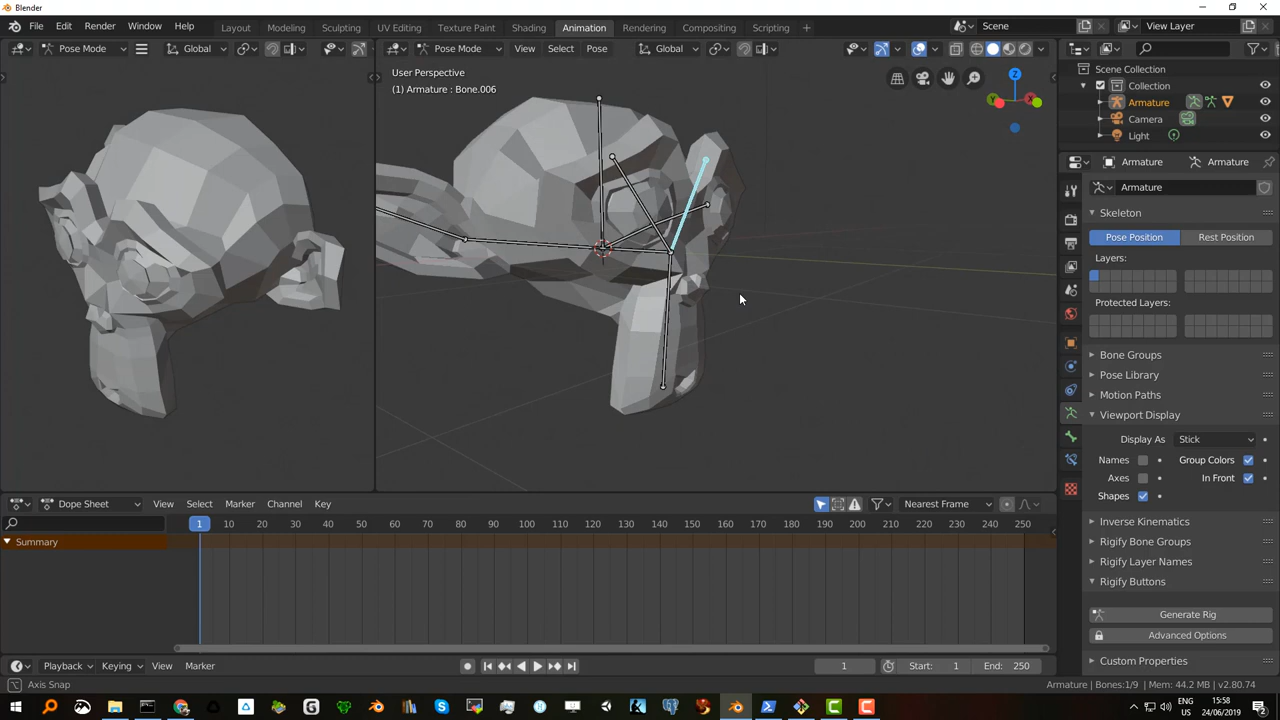 Blender
File Edit Render Window Help Layout Modeling Sculpting UV Editing Texture Paint Shading Animation Rendering Compositing Scripting + Scene View Layer
Pose Mode Global Pose Mode View Select Pose Global
User Perspective
(1) Armature : Bone.006
Z
Y
Scene Collection
Collection
Armature
Camera
Light
Armature Armature
Armature
Skeleton
Pose Position Rest Position
Layers:
Protected Layers:
Bone Groups
Pose Library
Motion Paths
Viewport Display
Display As Stick
Names Group Colors
Axes In Front
Shapes
Inverse Kinematics
Rigify Bone Groups
Rigify Layer Names
Rigify Buttons
Generate Rig
Advanced Options
Custom Properties
Dope Sheet View Select Marker Channel Key Nearest Frame
1 10 20 30 40 50 60 70 80 90 100 110 120 130 140 150 160 170 180 190 200 210 220 230 240 250
Summary
Playback Keying View Marker 1 Start: 1 End: 250
Axis Snap Armature | Bones:1/9 | Mem: 44.2 MB | v2.80.74
ENG 15:58
US 24/06/2019